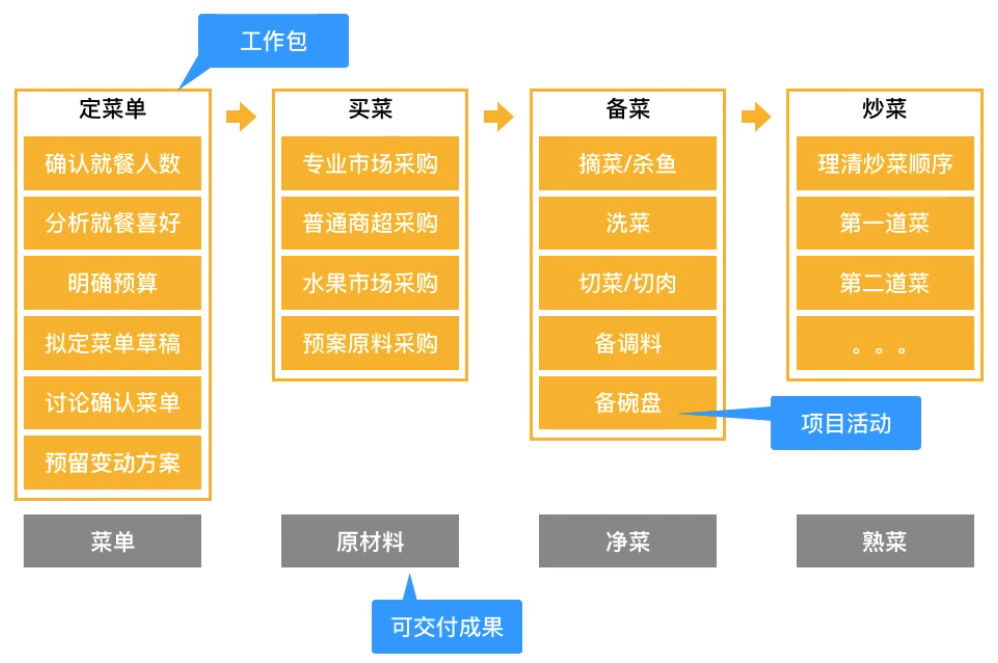 工作包
定菜单
确认就餐人数
分析就餐喜好
明确预算
拟定菜单草稿
讨论确认菜单
预留变动方案
菜单
买菜
专业市场采购
普通商超采购
水果市场采购
预案原料采购
原材料
可交付成果
备菜
摘菜/杀鱼
洗菜
切菜/切肉
备调料
备碗盘
项目活动
净菜
炒菜
理清炒菜顺序
第一道菜
第二道菜
。。。
熟菜